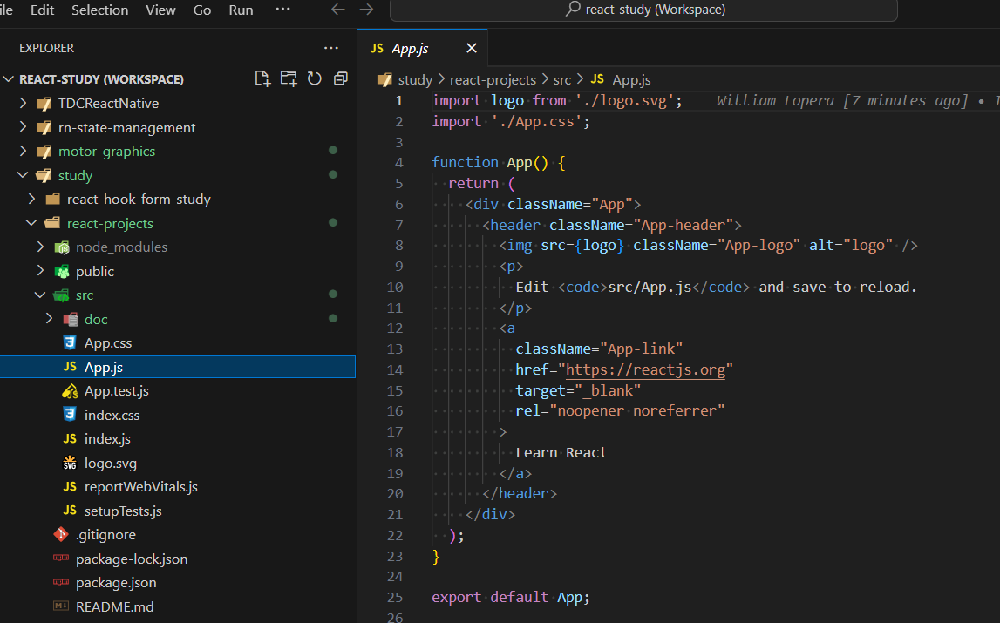 ile Edit Selection View Go Run ··· react-study (Workspace)
EXPLORER
REACT-STUDY (WORKSPACE)
TDCReactNative
rn-state-management
motor-graphics
study
react-hook-form-study
react-projects
node_modules
public
src
doc
App.css
JS App.js
App.test.js
index.css
JS index.js
SVG logo.svg
JS reportWebVitals.js
JS setupTests.js
.gitignore
package-lock.json
package.json
README.md
JS App.js
study > react-projects > src > JS App.js
1 import logo from './logo.svg'; William Lopera [7 minutes ago] •
2 import './App.css';
3
4 function App() {
5 return (
6 <div className="App">
7 <header className="App-header">
8 <img src={logo} className="App-logo" alt="logo" />
9 <p>
10 Edit <code>src/App.js</code> and save to reload.
11 </p>
12 <a
13 className="App-link"
14 href="https://reactjs.org"
15 target="_blank"
16 rel="noopener noreferrer"
17 >
18 Learn React
19 </a>
20 </header>
21 </div>
22 );
23 }
24
25 export default App;
26